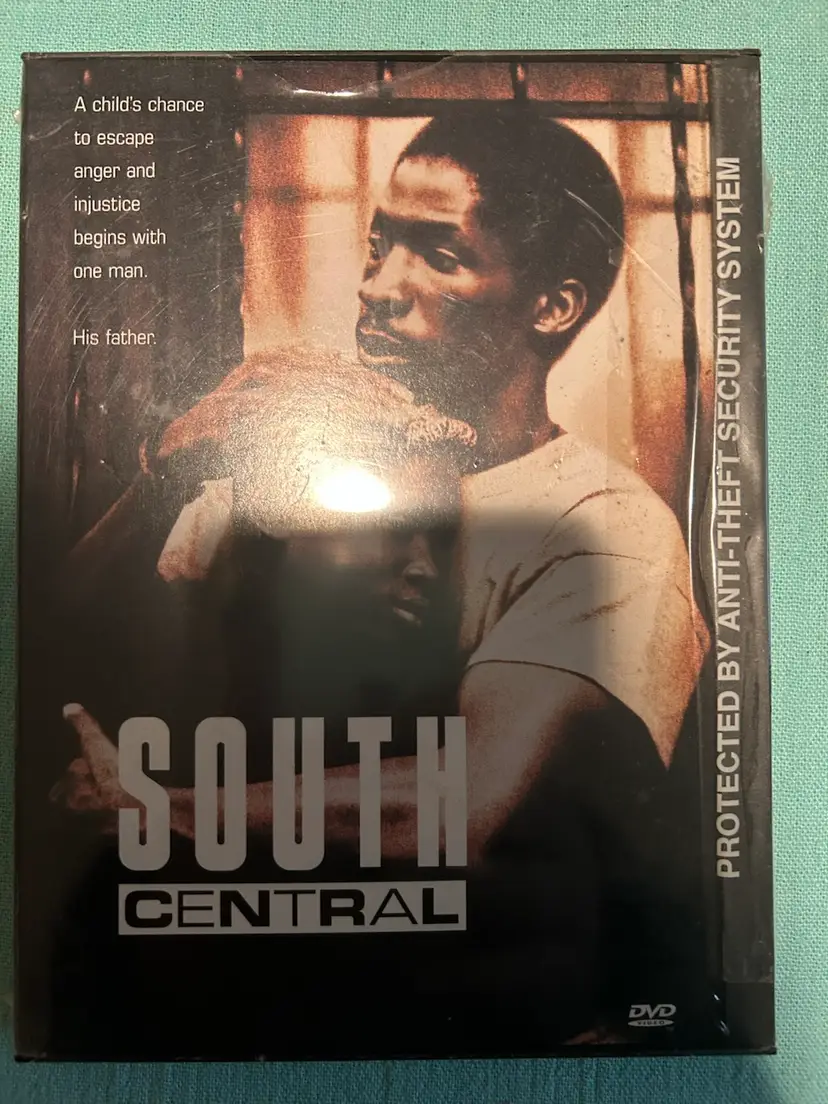 A child's chance
to escape
anger and
injustice
begins with
one man.
His father.
SOUTH
CENTRAL
PROTECTED BY ANTI-THEFT SECURITY SYSTEM
DVD
VIDEO